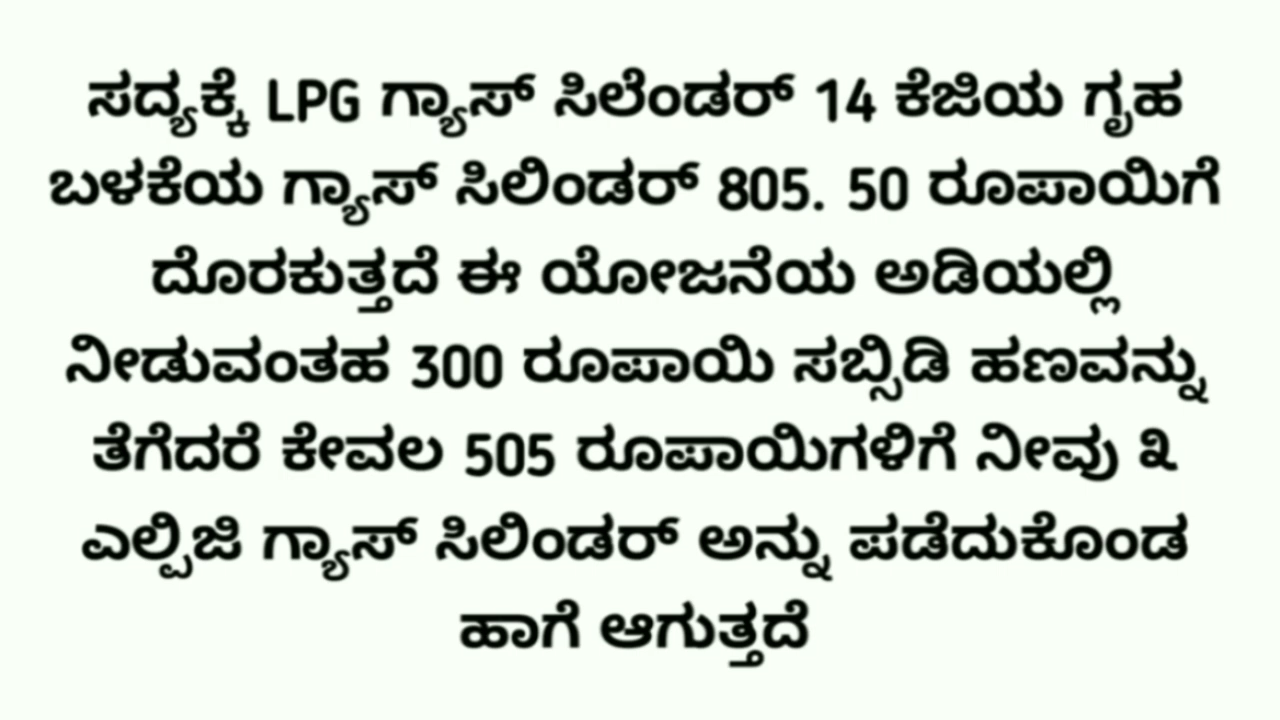 ಸದ್ಯಕ್ಕೆ LPG ಗ್ಯಾಸ್ ಸಿಲೆಂಡರ್ 14 ಕೆಜಿಯ ಗೃಹ
ಬಳಕೆಯ ಗ್ಯಾಸ್ ಸಿಲಿಂಡರ್ 805. 50 ರೂಪಾಯಿಗೆ
ದೊರಕುತ್ತದೆ ಈ ಯೋಜನೆಯ ಅಡಿಯಲ್ಲಿ
ನೀಡುವಂತಹ 300 ರೂಪಾಯಿ ಸಬ್ಸಿಡಿ ಹಣವನ್ನು
ತೆಗೆದರೆ ಕೇವಲ 505 ರೂಪಾಯಿಗಳಿಗೆ ನೀವು ೩
ಎಲ್ಪಿಜಿ ಗ್ಯಾಸ್ ಸಿಲಿಂಡರ್ ಅನ್ನು ಪಡೆದುಕೊಂಡ
ಹಾಗೆ ಆಗುತ್ತದೆ